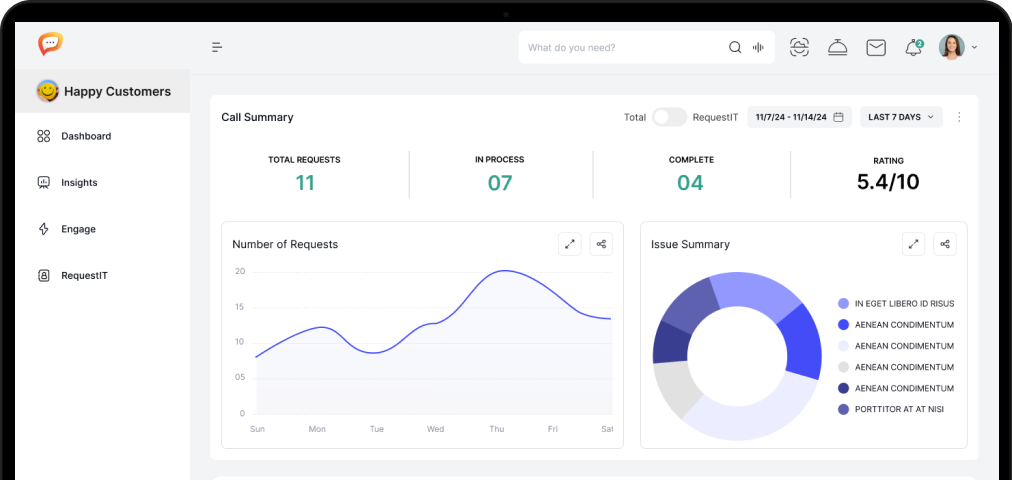 What do you need?
2
Happy Customers
Dashboard
Insights
Engage
RequestIT
Call Summary
Total RequestIT 11/7/24 - 11/14/24 LAST 7 DAYS
TOTAL REQUESTS
11
IN PROCESS
07
COMPLETE
04
RATING
5.4/10
Number of Requests
20
15
10
05
0
Sun Mon Tue Wed Thu Fri Sat
Issue Summary
IN EGET LIBERO ID RISUS
AENEAN CONDIMENTUM
AENEAN CONDIMENTUM
AENEAN CONDIMENTUM
AENEAN CONDIMENTUM
PORTTITOR AT AT NISI